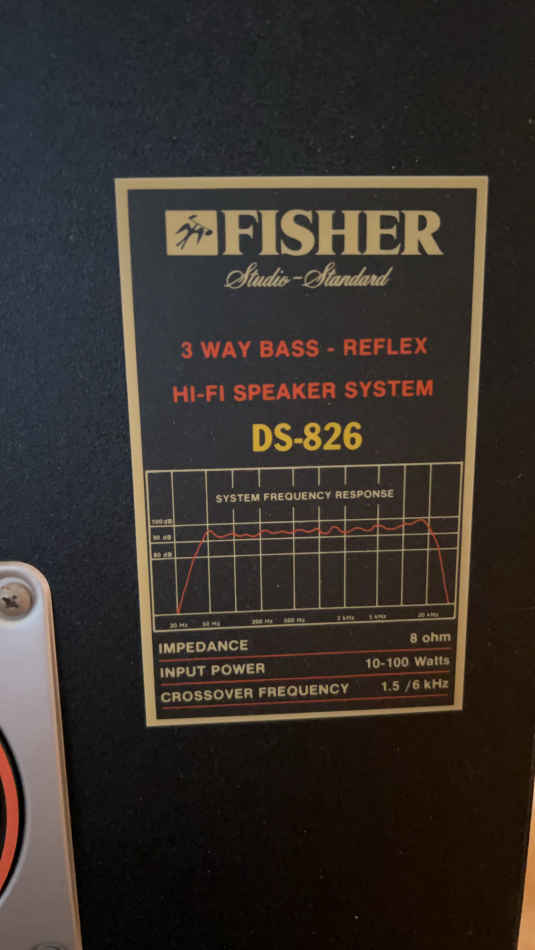 FISHER
Studio-Standard
3 WAY BASS - REFLEX
HI-FI SPEAKER SYSTEM
DS-826
SYSTEM FREQUENCY RESPONSE
100 dB
90 dB
80 dB
20 Hz 50 Hz 200 Hz 500 Hz 2 kHz 5 kHz 20 kHz
IMPEDANCE 8 ohm
INPUT POWER 10-100 Watts
CROSSOVER FREQUENCY 1.5 /6 kHz